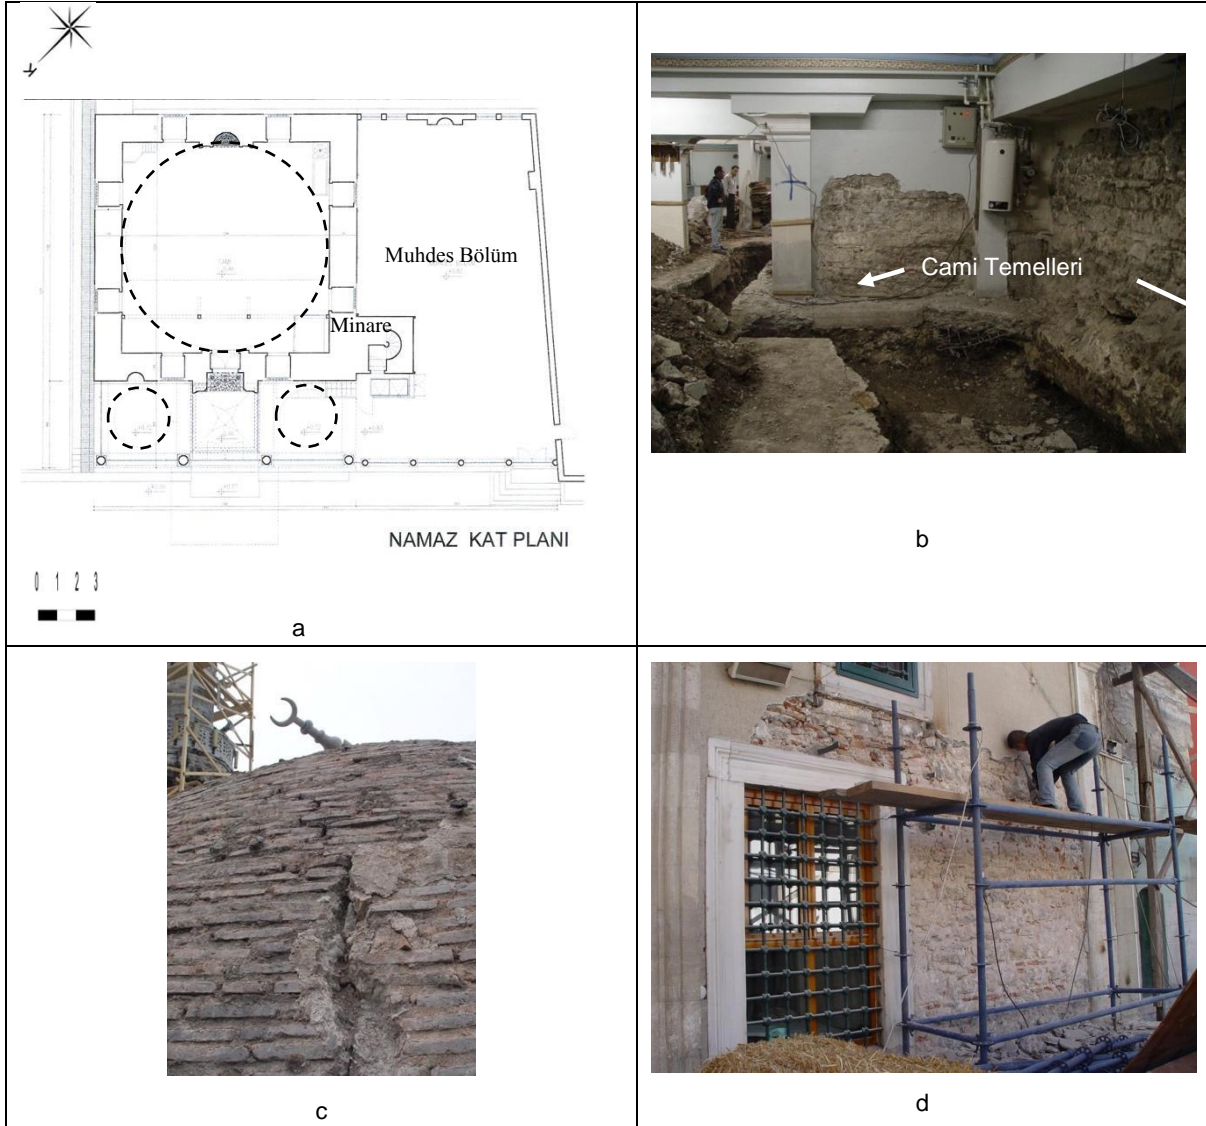 Muhdes Bölüm
Minare
NAMAZ KAT PLANI
0 1 2 3
a
Cami Temelleri
b
c
d